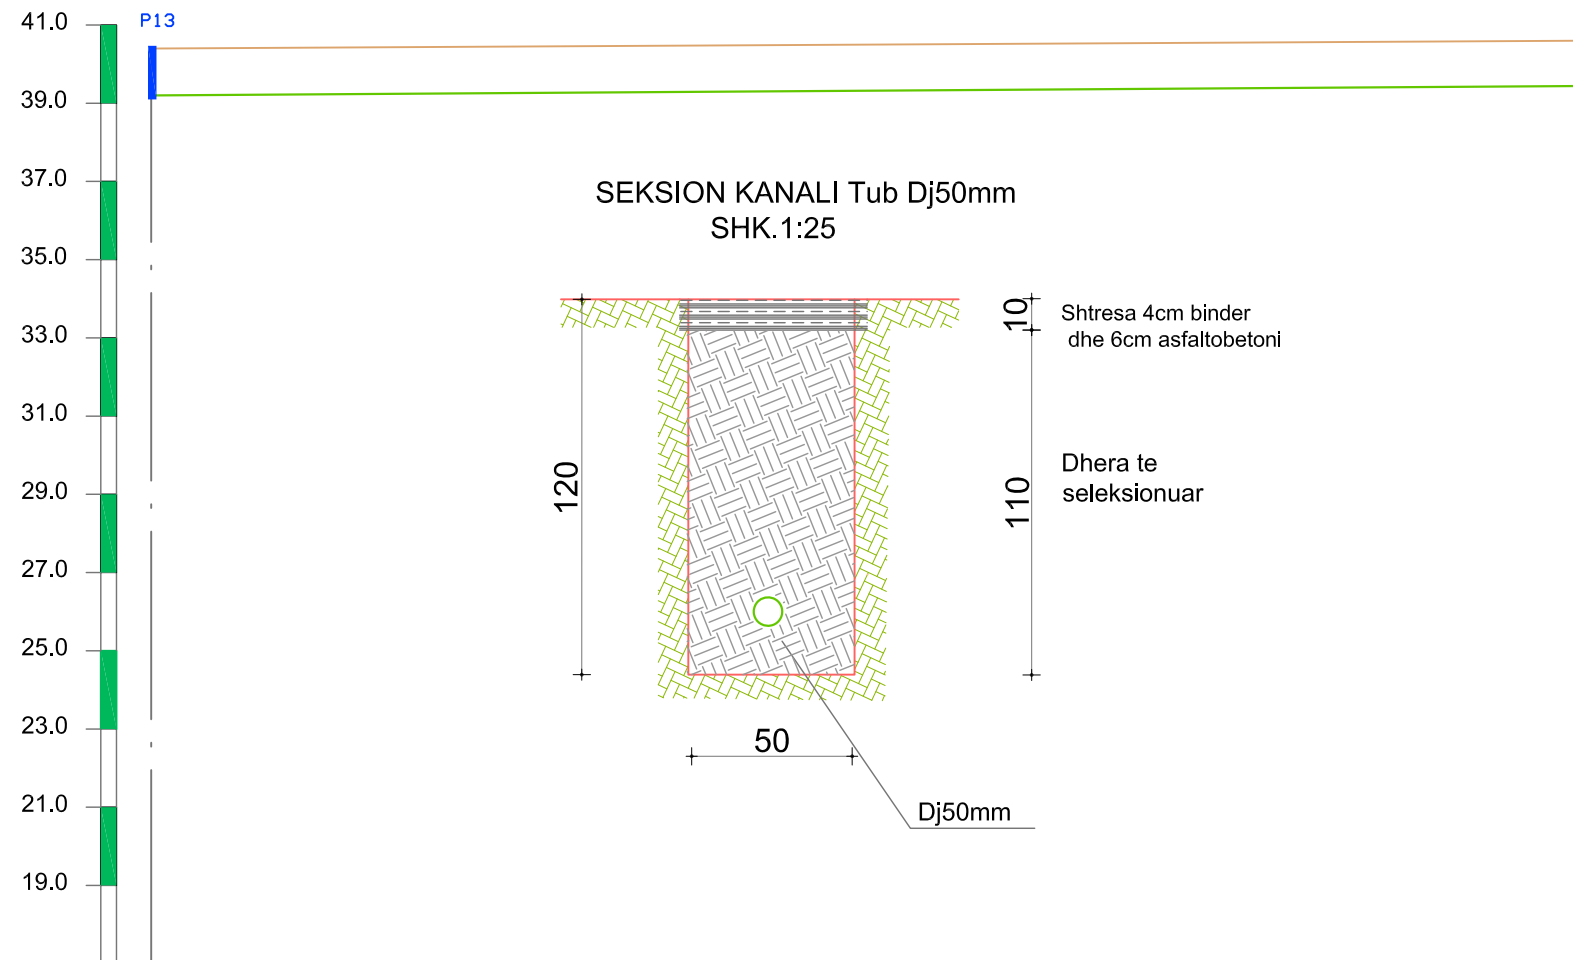 41.0
P13
39.0
37.0
35.0
33.0
31.0
29.0
27.0
25.0
23.0
21.0
19.0
SEKSION KANALI Tub Dj50mm
SHK.1:25
10
Shtresa 4cm binder
dhe 6cm asfaltobetoni
120
110
Dhera te
seleksionuar
50
Dj50mm